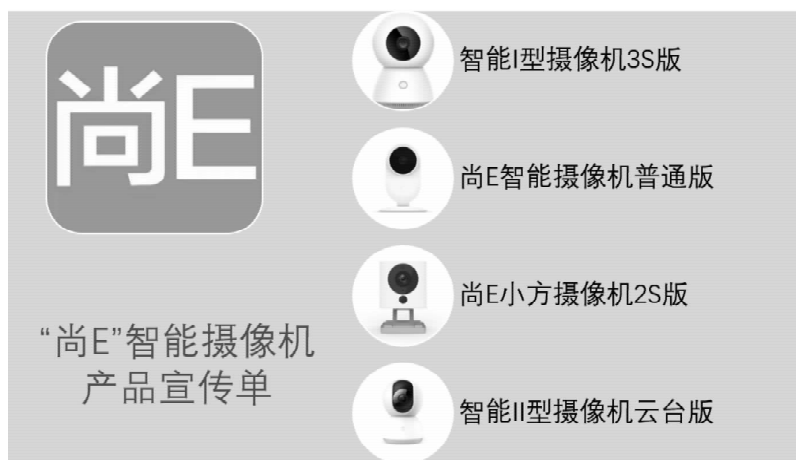 尚E
“尚E”智能摄像机
产品宣传单
智能I型摄像机3S版
尚E智能摄像机普通版
尚E小方摄像机2S版
智能II型摄像机云台版